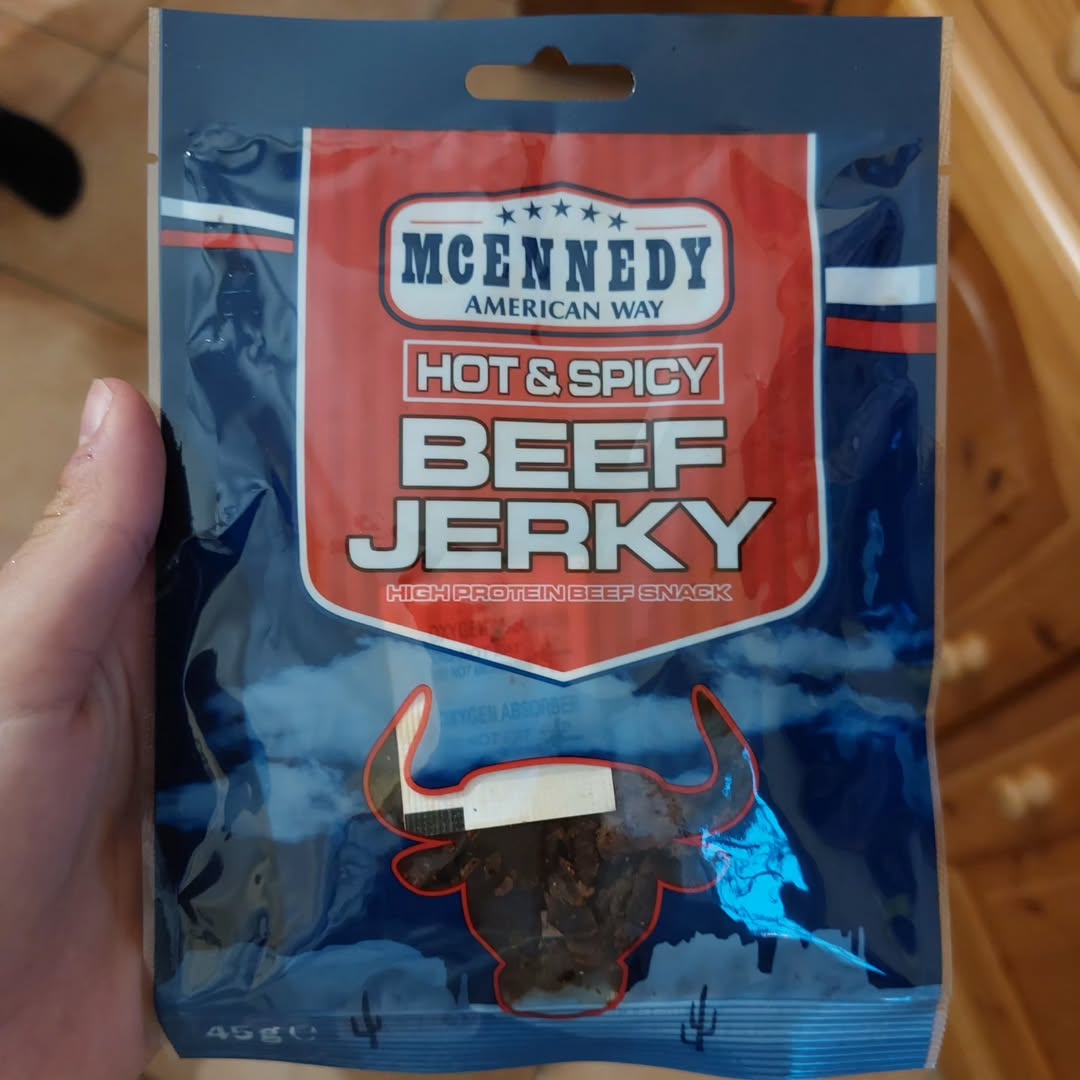 MCENNEDY
AMERICAN WAY
HOT & SPICY
BEEF
JERKY
HIGH PROTEIN BEEF SNACK
OXYGEN ABSORBER
45g℮